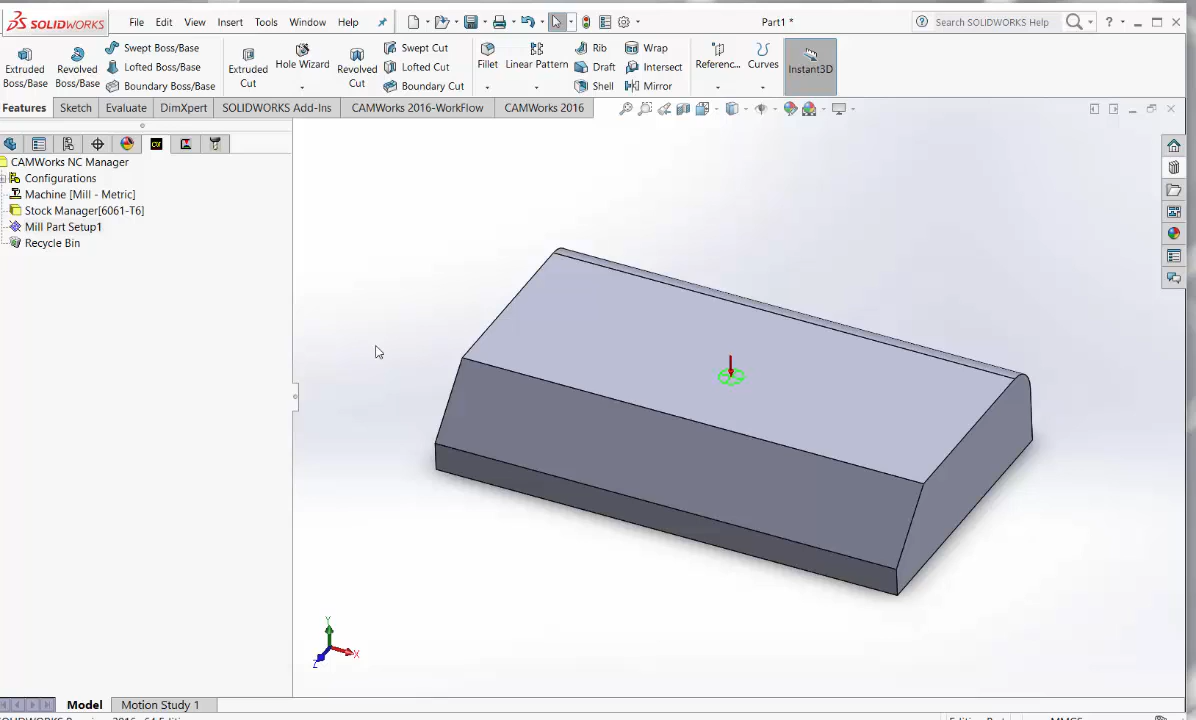 SOLIDWORKS File Edit View Insert Tools Window Help Part1 * Search SOLIDWORKS Help ?
Extruded Boss/Base
Revolved Boss/Base
Swept Boss/Base
Lofted Boss/Base
Boundary Boss/Base
Extruded Cut
Hole Wizard
Revolved Cut
Swept Cut
Lofted Cut
Boundary Cut
Fillet
Linear Pattern
Rib
Draft
Shell
Wrap
Intersect
Mirror
Referenc...
Curves
Instant3D
Features Sketch Evaluate DimXpert SOLIDWORKS Add-Ins CAMWorks 2016-WorkFlow CAMWorks 2016
CAMWorks NC Manager
Configurations
Machine [Mill - Metric]
Stock Manager[6061-T6]
Mill Part Setup1
Recycle Bin
Y
X
Z
Model Motion Study 1